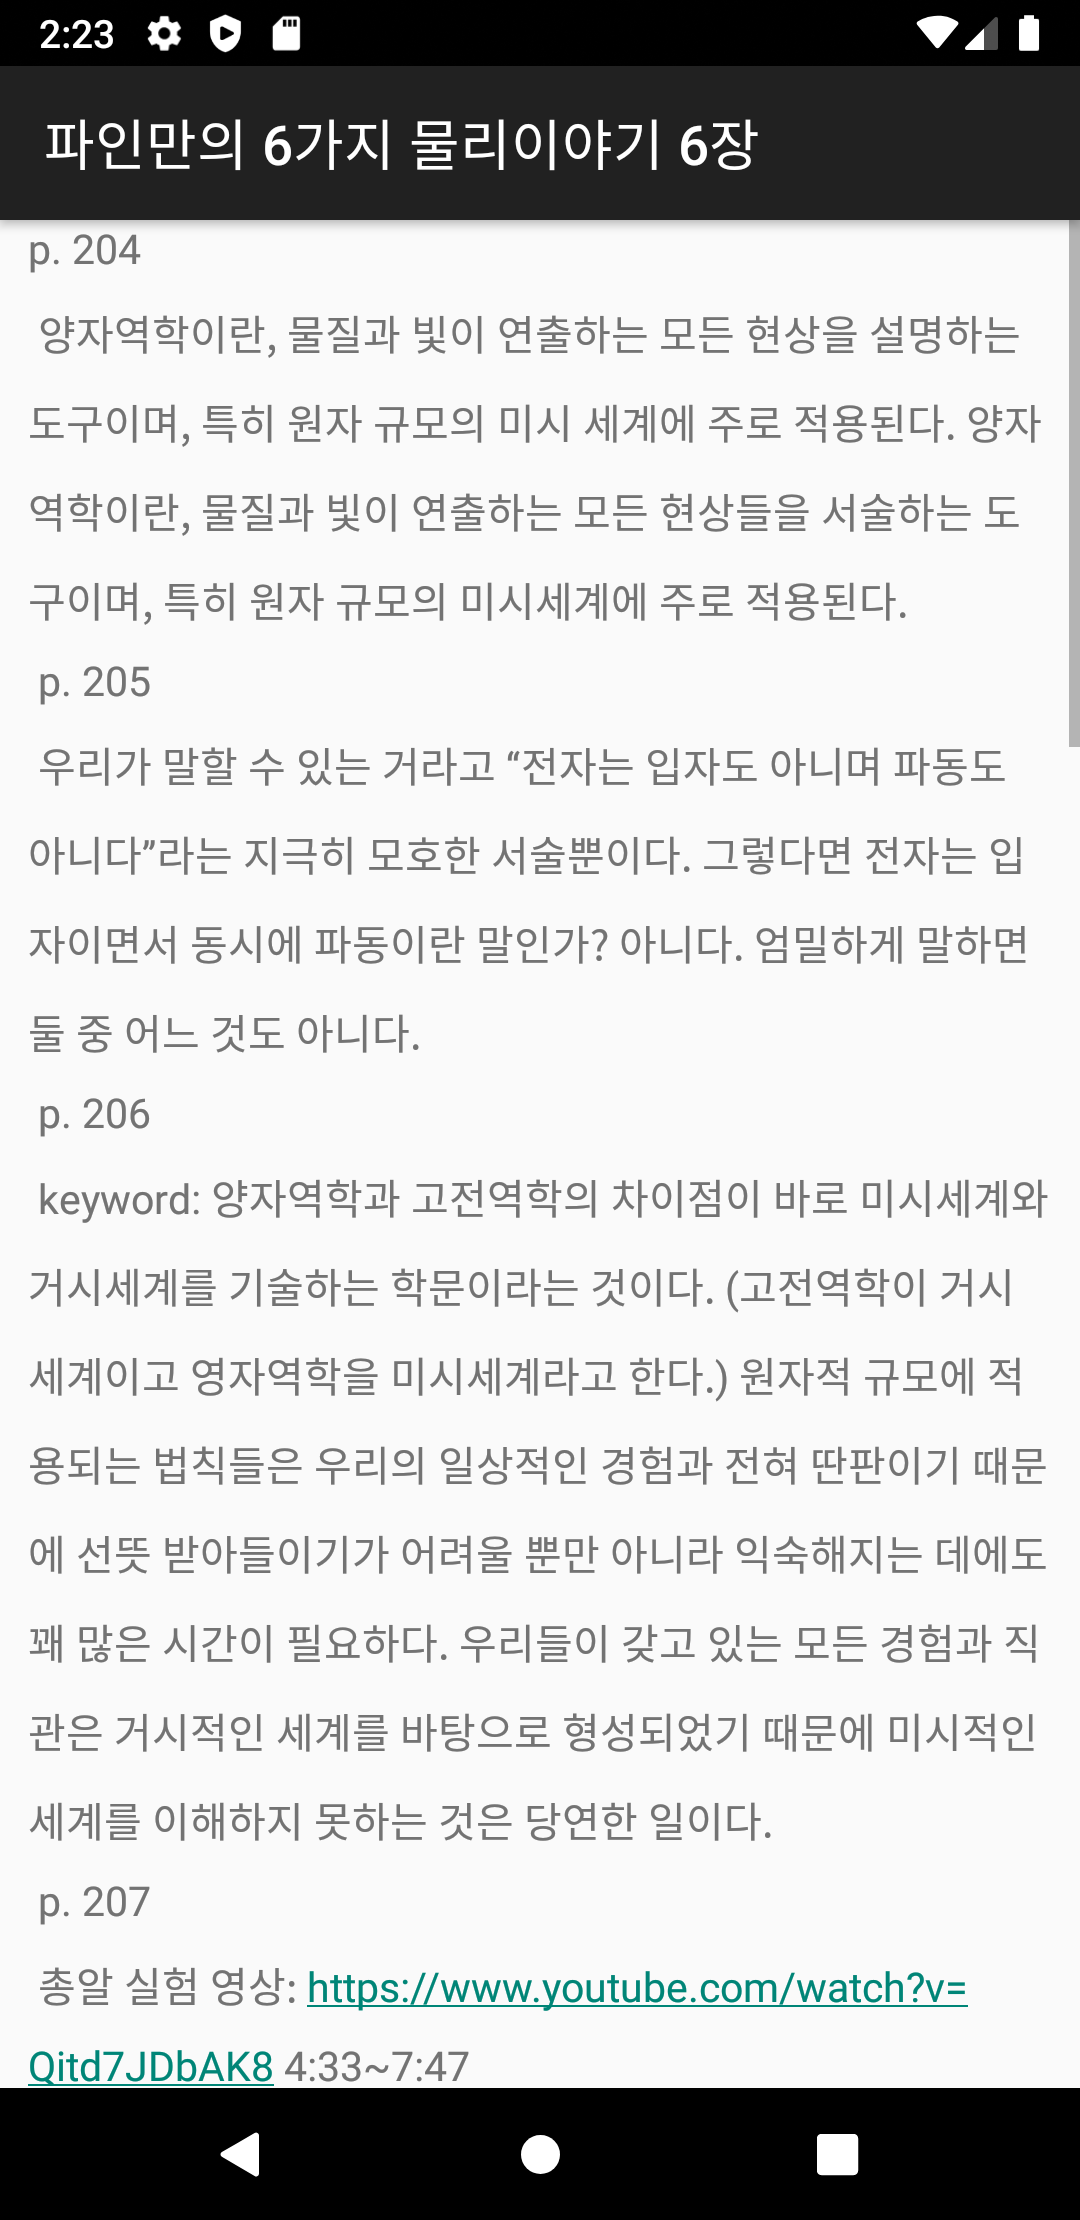 2:23
파인만의 6가지 물리이야기 6장
p. 204
양자역학이란, 물질과 빛이 연출하는 모든 현상을 설명하는
도구이며, 특히 원자 규모의 미시 세계에 주로 적용된다. 양자
역학이란, 물질과 빛이 연출하는 모든 현상들을 서술하는 도
구이며, 특히 원자 규모의 미시세계에 주로 적용된다.
p. 205
우리가 말할 수 있는 거라고 “전자는 입자도 아니며 파동도
아니다”라는 지극히 모호한 서술뿐이다. 그렇다면 전자는 입
자이면서 동시에 파동이란 말인가? 아니다. 엄밀하게 말하면
둘 중 어느 것도 아니다.
p. 206
keyword: 양자역학과 고전역학의 차이점이 바로 미시세계와
거시세계를 기술하는 학문이라는 것이다. (고전역학이 거시
세계이고 영자역학을 미시세계라고 한다.) 원자적 규모에 적
용되는 법칙들은 우리의 일상적인 경험과 전혀 딴판이기 때문
에 선뜻 받아들이기가 어려울 뿐만 아니라 익숙해지는 데에도
꽤 많은 시간이 필요하다. 우리들이 갖고 있는 모든 경험과 직
관은 거시적인 세계를 바탕으로 형성되었기 때문에 미시적인
세계를 이해하지 못하는 것은 당연한 일이다.
p. 207
총알 실험 영상: https://www.youtube.com/watch?v=
Qitd7JDbAK8 4:33~7:47